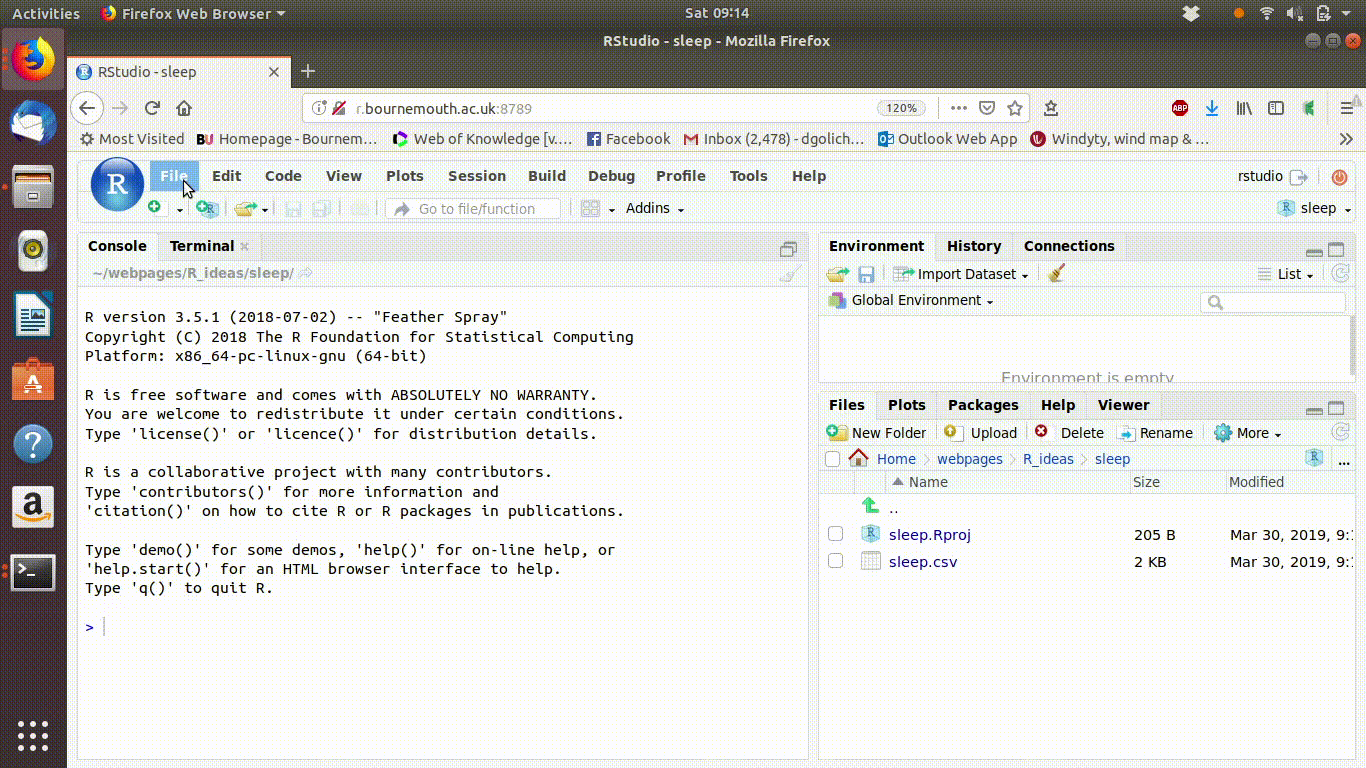 Activities Firefox Web Browser Sat 09:14
RStudio - sleep - Mozilla Firefox
RStudio - sleep
r.bournemouth.ac.uk:8789 120% ABP
Most Visited BU Homepage - Bournem… Web of Knowledge [v.… Facebook Inbox (2,478) - dgolich… Outlook Web App Windyty, wind map & …
R File Edit Code View Plots Session Build Debug Profile Tools Help rstudio
Go to file/function Addins sleep
Console Terminal
~/webpages/R_ideas/sleep/
R version 3.5.1 (2018-07-02) -- "Feather Spray"
Copyright (C) 2018 The R Foundation for Statistical Computing
Platform: x86_64-pc-linux-gnu (64-bit)
R is free software and comes with ABSOLUTELY NO WARRANTY.
You are welcome to redistribute it under certain conditions.
Type 'license()' or 'licence()' for distribution details.
R is a collaborative project with many contributors.
Type 'contributors()' for more information and
'citation()' on how to cite R or R packages in publications.
Type 'demo()' for some demos, 'help()' for on-line help, or
'help.start()' for an HTML browser interface to help.
Type 'q()' to quit R.
>
Environment History Connections
Import Dataset List
Global Environment
Environment is empty
Files Plots Packages Help Viewer
New Folder Upload Delete Rename More
Home webpages R_ideas sleep ...
Name Size Modified
..
sleep.Rproj 205 B Mar 30, 2019, 9:
sleep.csv 2 KB Mar 30, 2019, 9: